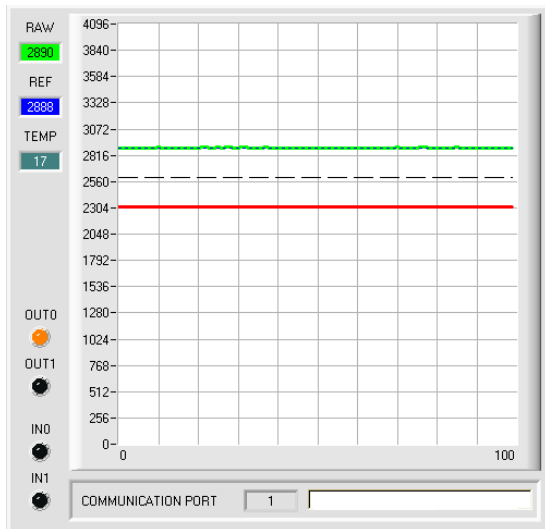 RAW
2890
REF
2888
TEMP
17
OUT0
OUT1
IN0
IN1
4096
3840
3584
3328
3072
2816
2560
2304
2048
1792
1536
1280
1024
768
512
256
0
0 100
COMMUNICATION PORT 1